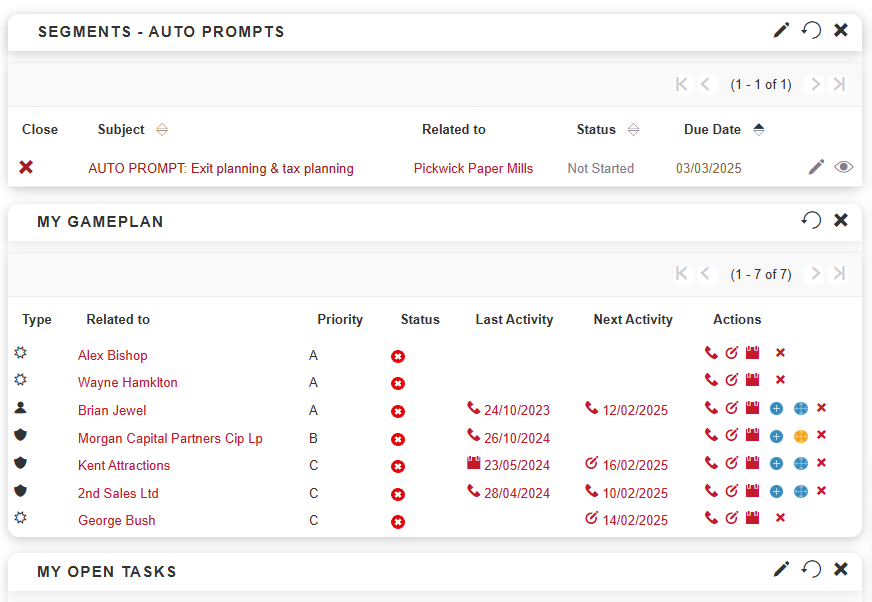 SEGMENTS - AUTO PROMPTS
(1 - 1 of 1)
Close Subject Related to Status Due Date
AUTO PROMPT: Exit planning & tax planning Pickwick Paper Mills Not Started 03/03/2025
MY GAMEPLAN
(1 - 7 of 7)
Type Related to Priority Status Last Activity Next Activity Actions
Alex Bishop A
Wayne Hamklton A
Brian Jewel A 24/10/2023 12/02/2025
Morgan Capital Partners Cip Lp B 26/10/2024
Kent Attractions C 23/05/2024 16/02/2025
2nd Sales Ltd C 28/04/2024 10/02/2025
George Bush C 14/02/2025
MY OPEN TASKS